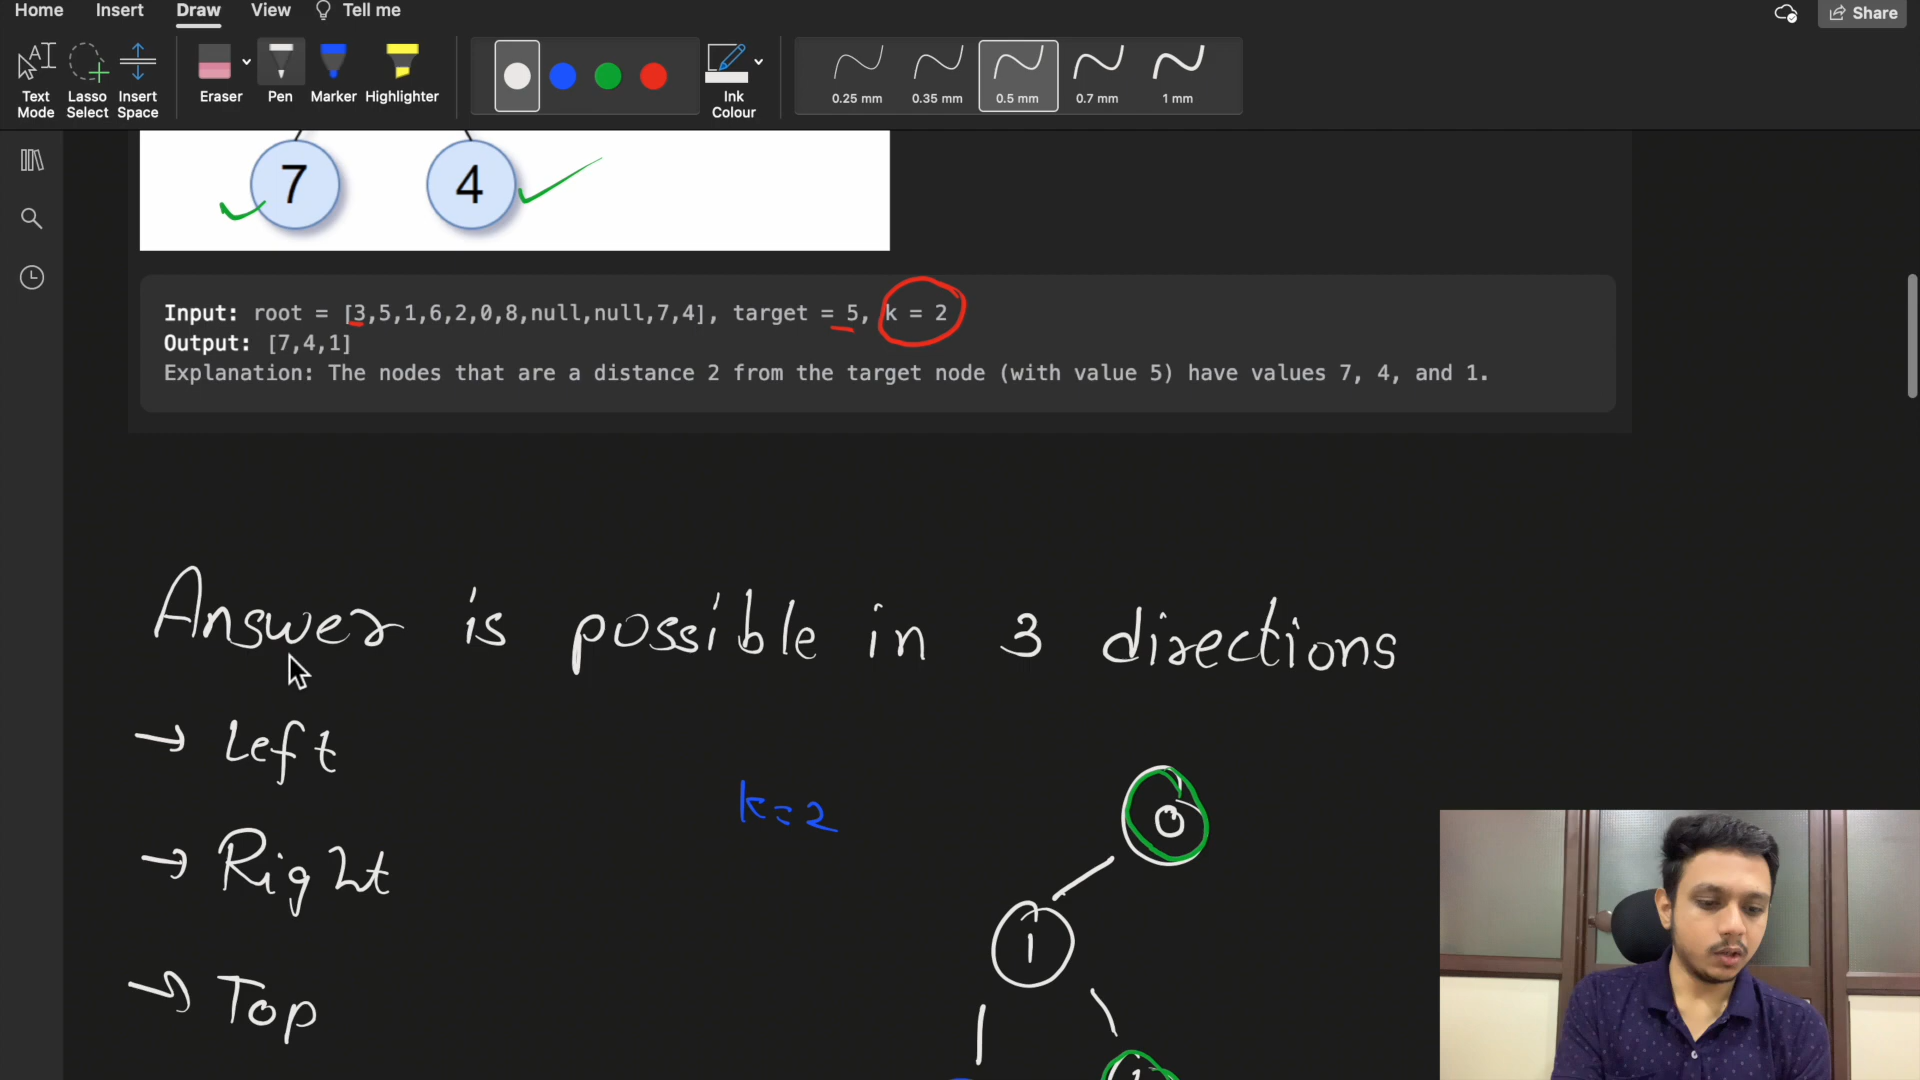 Home Insert Draw View Tell me Share
Text Mode Lasso Select Insert Space Eraser Pen Marker Highlighter Ink Colour 0.25 mm 0.35 mm 0.5 mm 0.7 mm 1 mm
7 4
Input: root = [3,5,1,6,2,0,8,null,null,7,4], target = 5, k = 2
Output: [7,4,1]
Explanation: The nodes that are a distance 2 from the target node (with value 5) have values 7, 4, and 1.
Answer is possible in 3 directions
→ Left
k=2
0
→ Right
1
→ Top